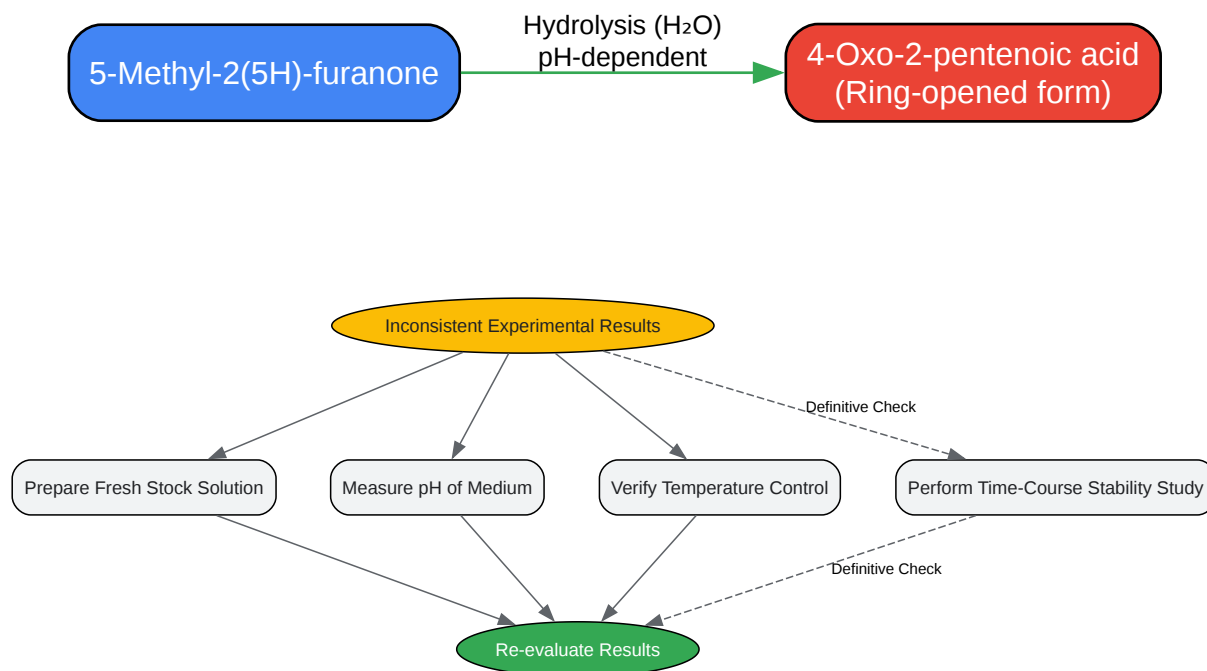 5-Methyl-2(5H)-furanone
Hydrolysis (H₂O)
pH-dependent
4-Oxo-2-pentenoic acid
(Ring-opened form)
Inconsistent Experimental Results
Definitive Check
Prepare Fresh Stock Solution
Measure pH of Medium
Verify Temperature Control
Perform Time-Course Stability Study
Definitive Check
Re-evaluate Results